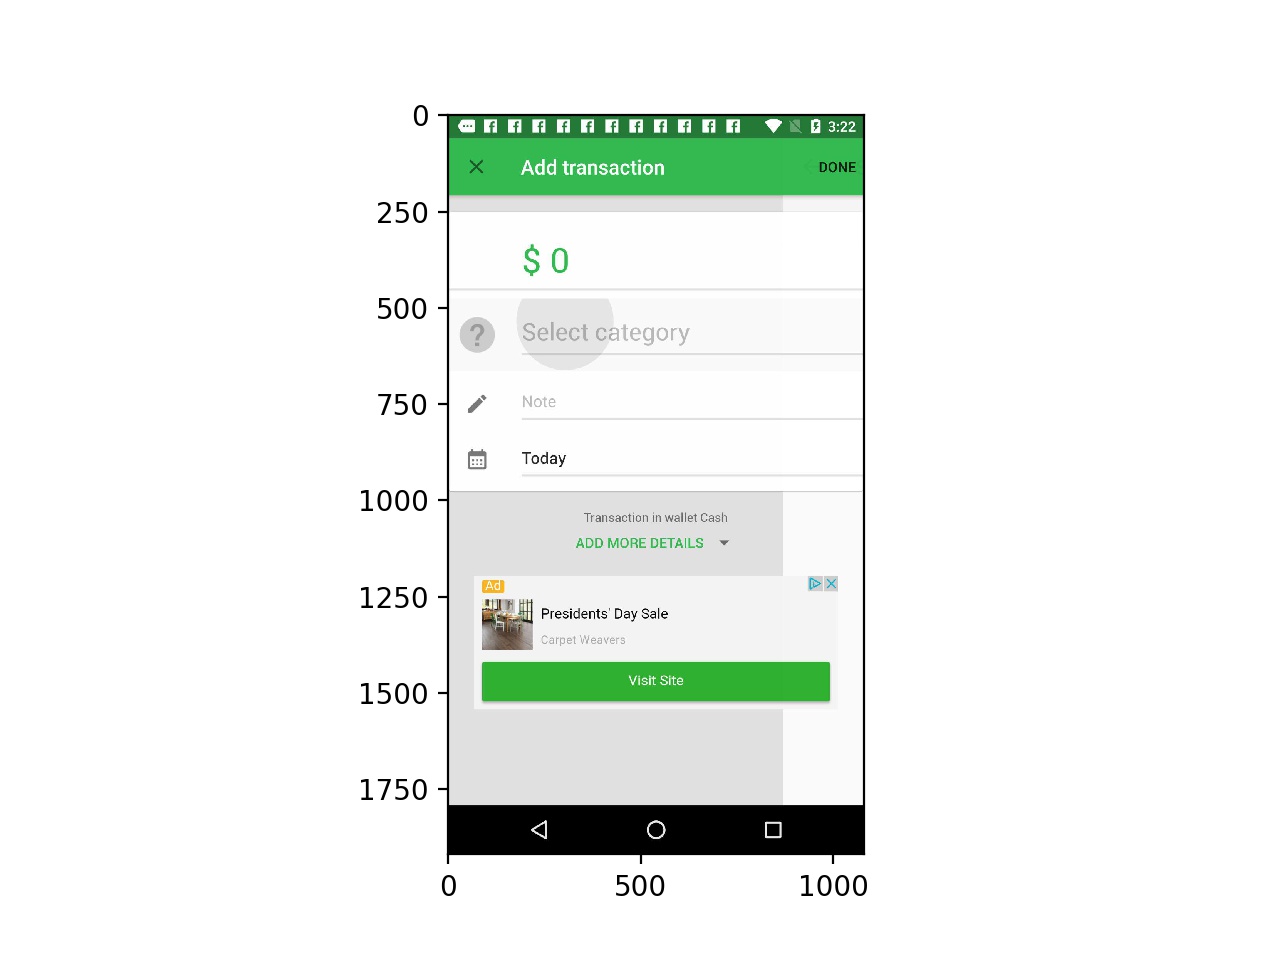 0
250
500
750
1000
1250
1500
1750
3:22
Add transaction
DONE
$ 0
?
Select category
Note
Today
Transaction in wallet Cash
ADD MORE DETAILS
Ad
Presidents' Day Sale
Carpet Weavers
Visit Site
0
500
1000